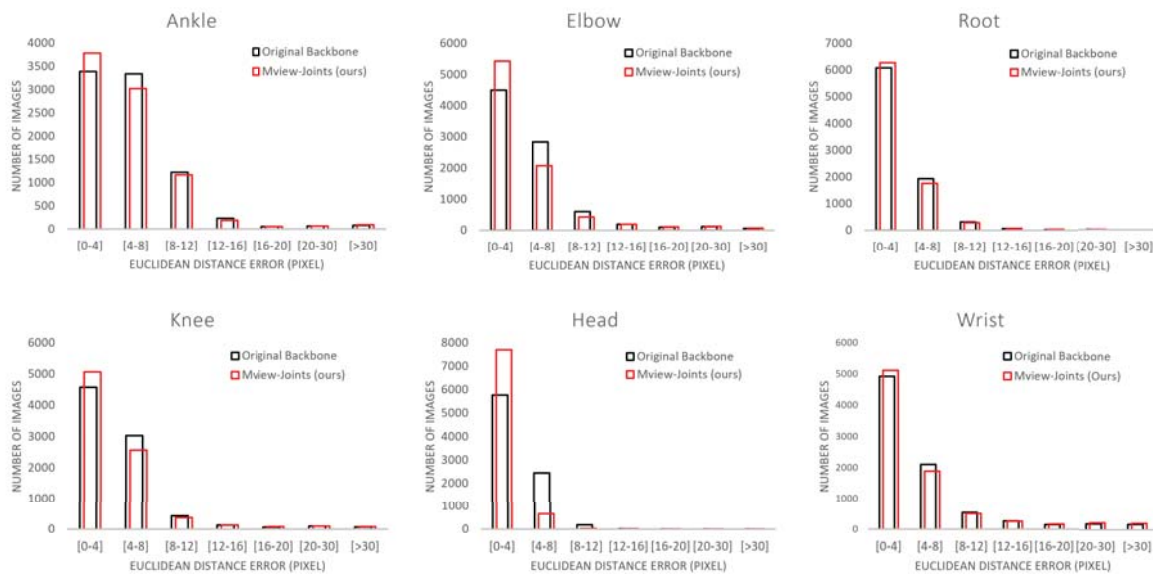 Ankle
NUMBER OF IMAGES
4000
3500
3000
2500
2000
1500
1000
500
0
Original Backbone
Mview-Joints (ours)
[0-4] [4-8] [8-12] [12-16] [16-20] [20-30] [>30]
EUCLIDEAN DISTANCE ERROR (PIXEL)
Elbow
NUMBER OF IMAGES
6000
5000
4000
3000
2000
1000
0
Original Backbone
Mview-Joints (ours)
[0-4] [4-8] [8-12] [12-16] [16-20] [20-30] [>30]
EUCLIDEAN DISTANCE ERROR (PIXEL)
Root
NUMBER OF IMAGES
7000
6000
5000
4000
3000
2000
1000
0
Original Backbone
Mview-Joints (ours)
[0-4] [4-8] [8-12] [12-16] [16-20] [20-30] [>30]
EUCLIDEAN DISTANCE ERROR (PIXEL)
Knee
NUMBER OF IMAGES
6000
5000
4000
3000
2000
1000
0
Original Backbone
Mview-Joints (ours)
[0-4] [4-8] [8-12] [12-16] [16-20] [20-30] [>30]
EUCLIDEAN DISTANCE ERROR (PIXEL)
Head
NUMBER OF IMAGES
8000
7000
6000
5000
4000
3000
2000
1000
0
Original Backbone
Mview-Joints (ours)
[0-4] [4-8] [8-12] [12-16] [16-20] [20-30] [>30]
EUCLIDEAN DISTANCE ERROR (PIXEL)
Wrist
NUMBER OF IMAGES
6000
5000
4000
3000
2000
1000
0
Original Backbone
Mview-Joints (Ours)
[0-4] [4-8] [8-12] [12-16] [16-20] [20-30] [>30]
EUCLIDEAN DISTANCE ERROR (PIXEL)